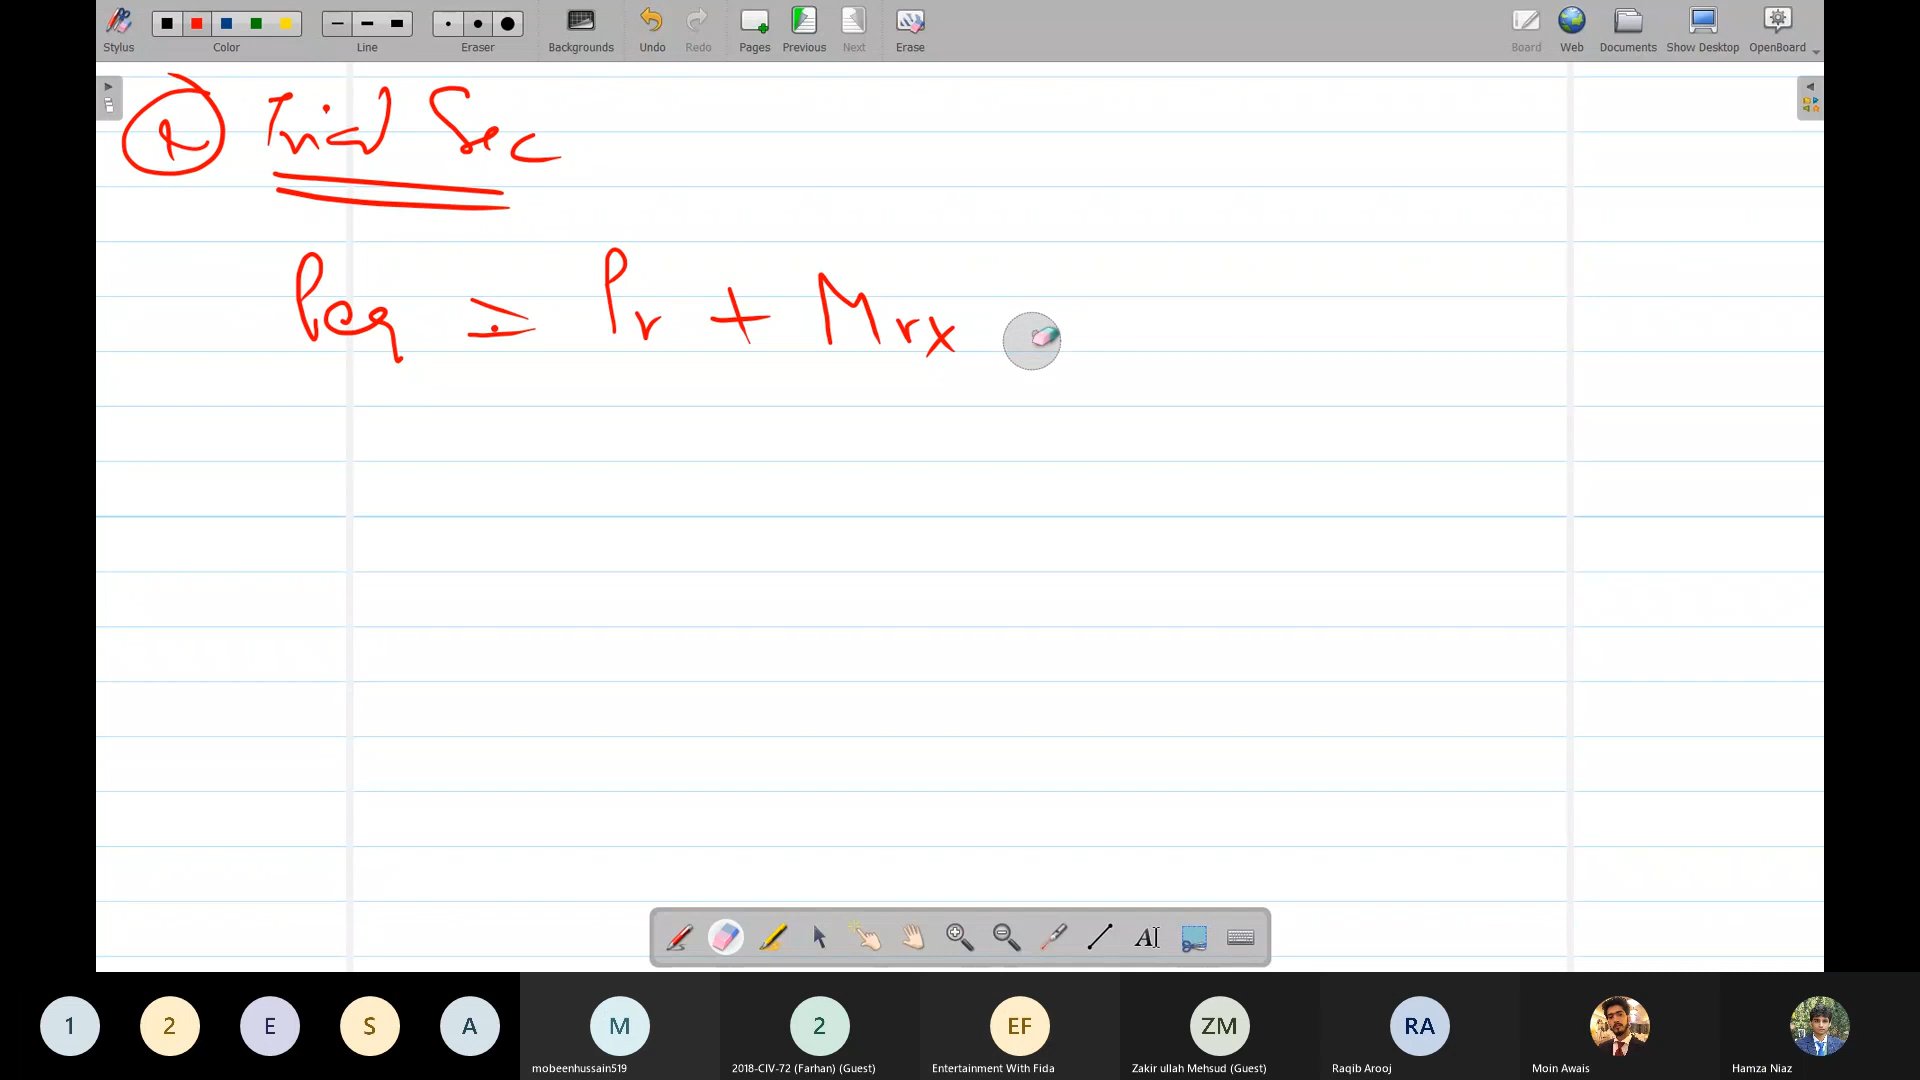 Stylus
Color
Line
Eraser
Backgrounds
Undo
Redo
Pages
Previous
Next
Erase
Board
Web
Documents
Show Desktop
OpenBoard
② Trial Sec
Peq = Pr + Mrx
AI
1
2
E
S
A
M
mobeenhussain519
2
2018-CIV-72 (Farhan) (Guest)
EF
Entertainment With Fida
ZM
Zakir ullah Mehsud (Guest)
RA
Raqib Arooj
Moin Awais
Hamza Niaz